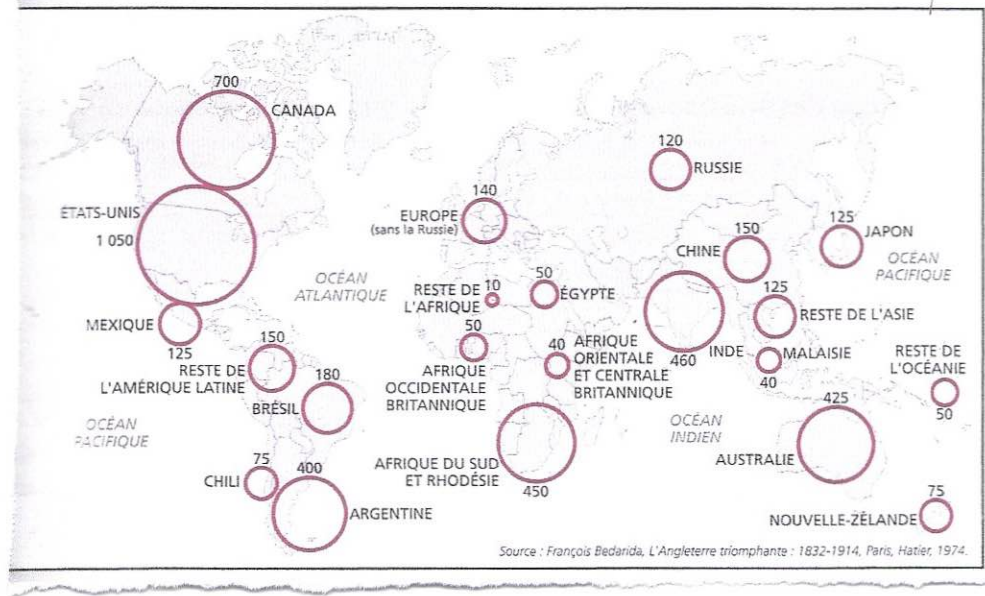 700
CANADA
120
RUSSIE
ÉTATS-UNIS
1 050
140
EUROPE
(sans la Russie)
125
JAPON
150
CHINE
OCÉAN
PACIFIQUE
OCÉAN
ATLANTIQUE
RESTE DE
L'AFRIQUE
10
50
ÉGYPTE
125
RESTE DE L'ASIE
MEXIQUE
125
460
INDE
MALAISIE
40
RESTE DE
L'OCÉANIE
50
150
RESTE DE
L'AMÉRIQUE LATINE
180
BRÉSIL
50
AFRIQUE
OCCIDENTALE
BRITANNIQUE
40
AFRIQUE
ORIENTALE
ET CENTRALE
BRITANNIQUE
OCÉAN
PACIFIQUE
OCÉAN
INDIEN
425
AUSTRALIE
75
CHILI
400
ARGENTINE
AFRIQUE DU SUD
ET RHODÉSIE
450
75
NOUVELLE-ZÉLANDE
Source : François Bedarida, L'Angleterre triomphante : 1832-1914, Paris, Hatier, 1974.